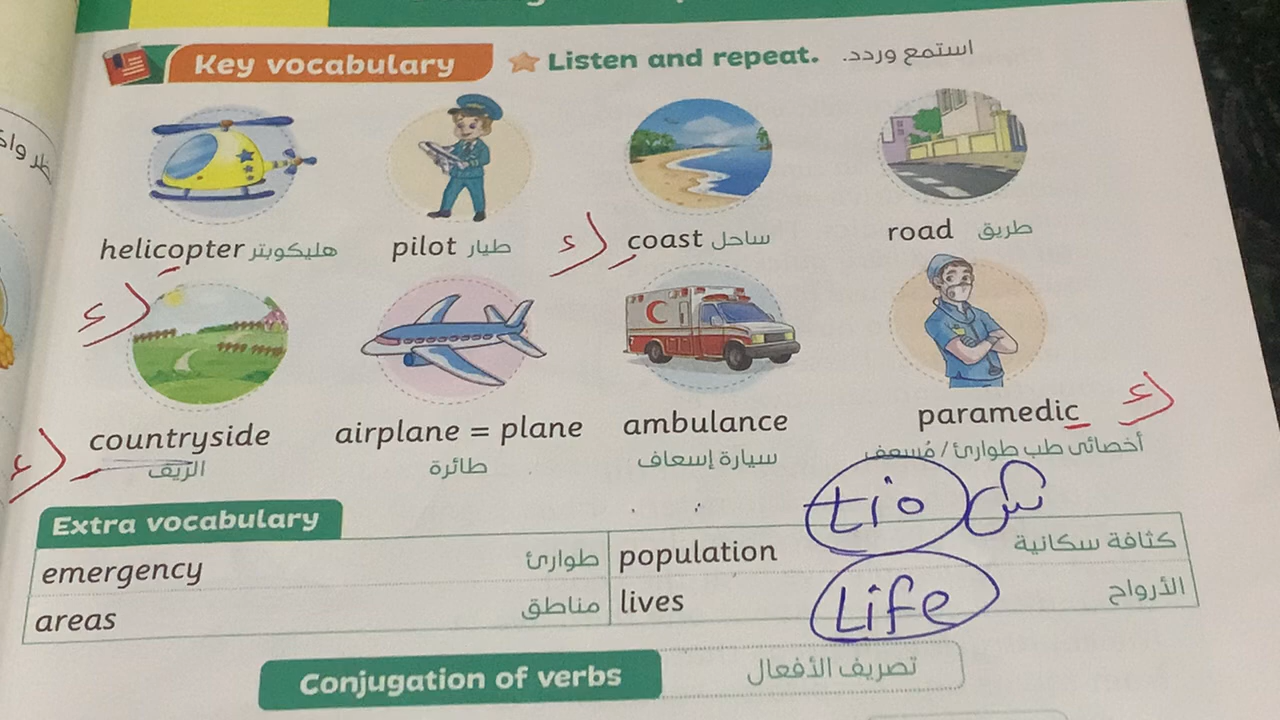 Key vocabulary Listen and repeat. استمع وردد.
helicopter هليكوبتر pilot طيار ك coast ساحل road طريق
ك
countryside airplane = plane ambulance paramedic ك
ك الريف طائرة سيارة إسعاف أخصائى طب طوارئ / مُسعف
Extra vocabulary tio ش
emergency طوارئ population كثافة سكانية
areas مناطق lives Life الأرواح
Conjugation of verbs تصريف الأفعال